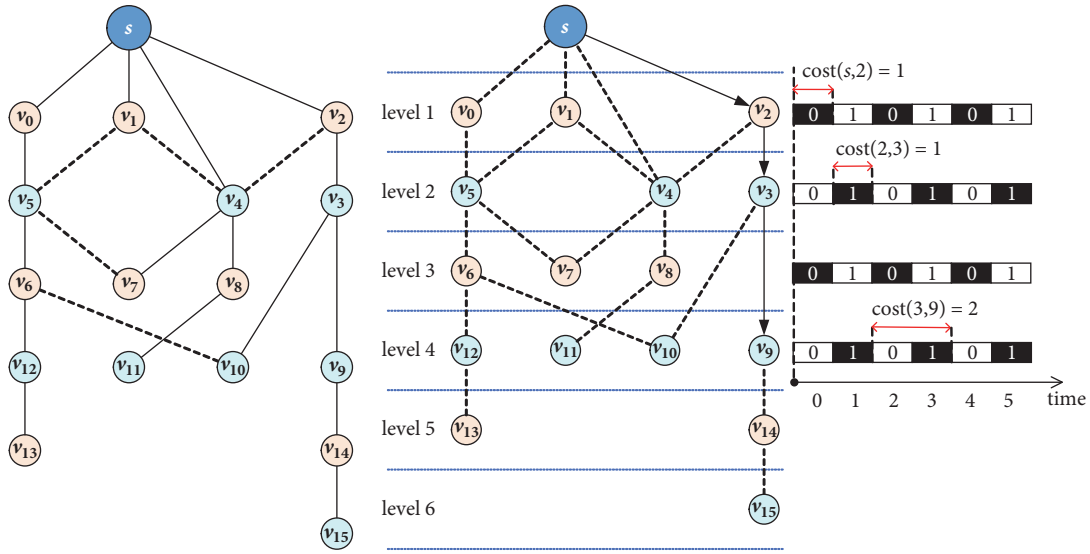 s
v0 v1 v2
v5 v4 v3
v6 v7 v8
v12 v11 v10 v9
v13 v14
v15
s
level 1 v0 v1 v2
level 2 v5 v4 v3
level 3 v6 v7 v8
level 4 v12 v11 v10 v9
level 5 v13 v14
level 6 v15
cost(s,2) = 1
0 1 0 1 0 1
cost(2,3) = 1
0 1 0 1 0 1
0 1 0 1 0 1
cost(3,9) = 2
0 1 0 1 0 1
0 1 2 3 4 5 time